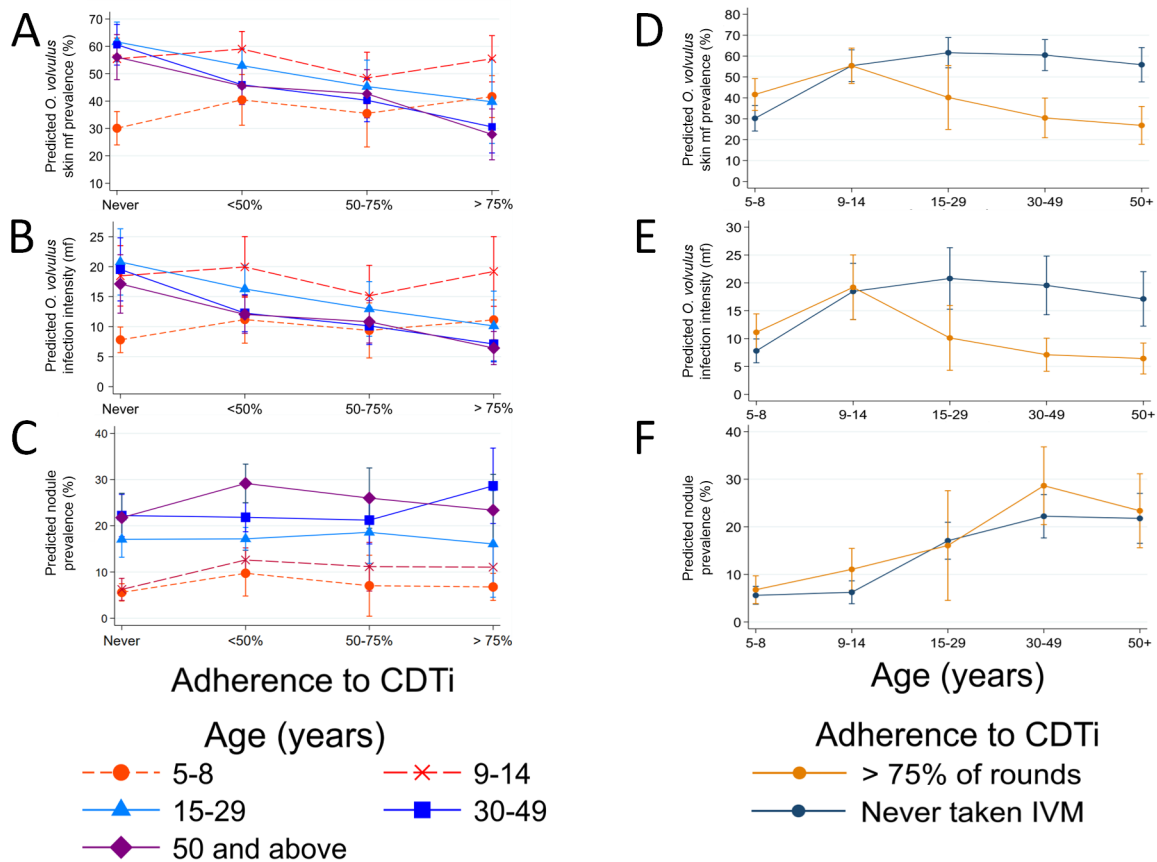 A
Predicted O. volvulus
skin mf prevalence (%)
70
60
50
40
30
20
10
Never
<50%
50-75%
> 75%
B
Predicted O. volvulus
infection intensity (mf)
25
20
15
10
5
0
Never
<50%
50-75%
> 75%
C
Predicted nodule
prevalence (%)
40
30
20
10
0
Never
<50%
50-75%
> 75%
Adherence to CDTi
Age (years)
5-8
9-14
15-29
30-49
50 and above
D
Predicted O. volvulus
skin mf prevalence (%)
80
70
60
50
40
30
20
10
0
5-8
9-14
15-29
30-49
50+
E
Predicted O. volvulus
infection intensity (mf)
30
25
20
15
10
5
0
5-8
9-14
15-29
30-49
50+
F
Predicted nodule
prevalence (%)
40
30
20
10
0
5-8
9-14
15-29
30-49
50+
Age (years)
Adherence to CDTi
> 75% of rounds
Never taken IVM